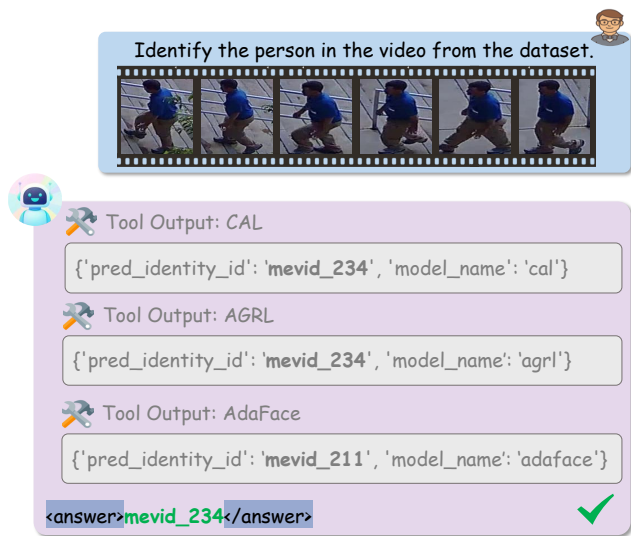 Identify the person in the video from the dataset.
Tool Output: CAL
{'pred_identity_id': ‘mevid_234', 'model_name': ‘cal'}
Tool Output: AGRL
{'pred_identity_id': ‘mevid_234', 'model_name’: ‘agrl'}
Tool Output: AdaFace
{'pred_identity_id': ‘mevid_211', 'model_name’: ‘adaface'}
<answer>mevid_234</answer>